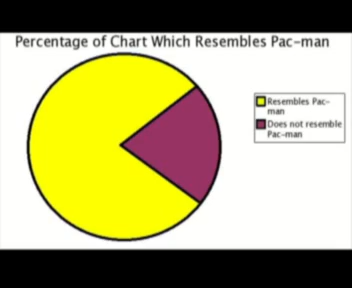 Percentage of Chart Which Resembles Pac-man
Resembles Pac-
man
Does not resemble
Pac-man